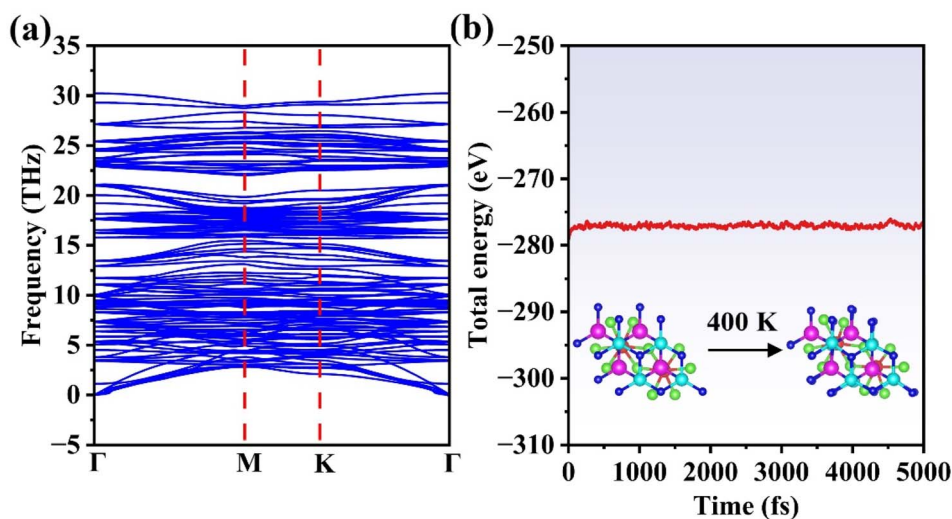 (a)
Frequency (THz)
35
30
25
20
15
10
5
0
−5
Γ
M
K
Γ
(b)
Total energy (eV)
−250
−260
−270
−280
−290
−300
−310
400 K
0
1000
2000
3000
4000
5000
Time (fs)